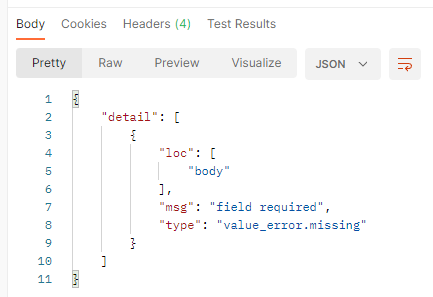 Body Cookies Headers (4) Test Results
Pretty Raw Preview Visualize JSON
1 {
2 "detail": [
3 {
4 "loc": [
5 "body"
6 ],
7 "msg": "field required",
8 "type": "value_error.missing"
9 }
10 ]
11 }